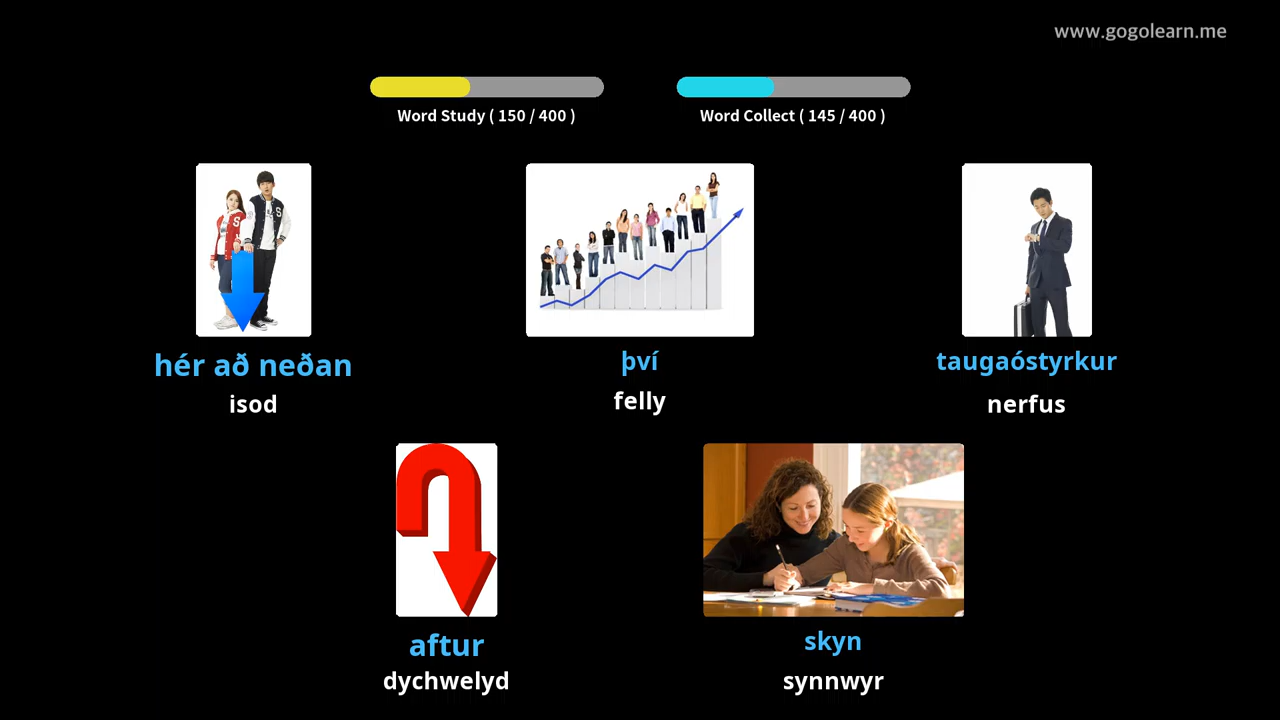 www.gogolearn.me
Word Study ( 150 / 400 )
Word Collect ( 145 / 400 )
hér að neðan
isod
því
felly
taugaóstyrkur
nerfus
aftur
dychwelyd
skyn
synnwyr